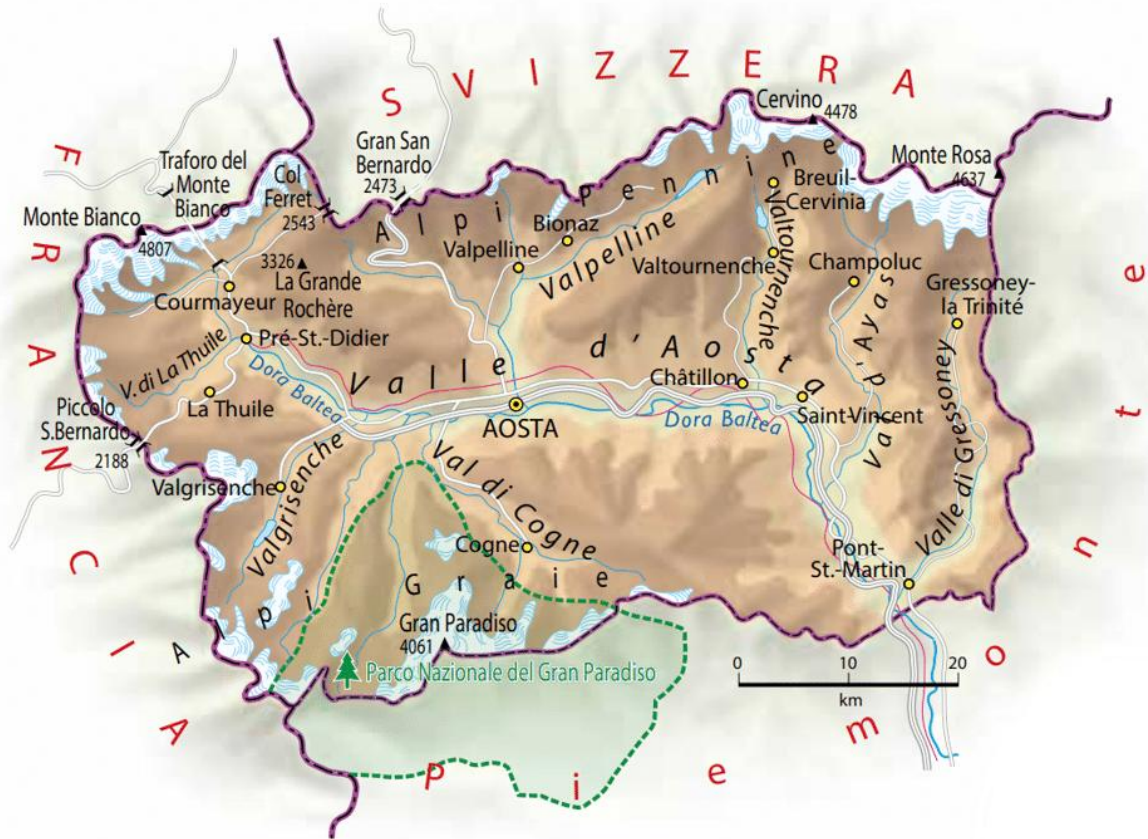 SVIZZERA
FRANCIA
Piemonte
Cervino
4478
Monte Rosa
4637
Gran San
Bernardo
2473
Traforo del
Monte
Bianco
Col
Ferret
2543
Monte Bianco
4807
Alpi Pennine
Breuil-
Cervinia
Bionaz
Valpelline
Valpelline
Valtournenche
Valtournenche
Champoluc
Gressoney-
la Trinité
3326
La Grande
Rochère
Courmayeur
Pré-St.-Didier
V. di La Thuile
La Thuile
Dora Baltea
Valle d'Aosta
Châtillon
Saint-Vincent
Val d'Ayas
Valle di Gressoney
AOSTA
Dora Baltea
Piccolo
S.Bernardo
2188
Valgrisenche
Valgrisenche
Val di Cogne
Cogne
Pont-
St.-Martin
Alpi Graie
Gran Paradiso
4061
Parco Nazionale del Gran Paradiso
0 10 20
km